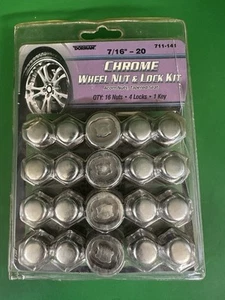 DORMAN
7/16" - 20
711-141
CHROME
WHEEL NUT & LOCK KIT
QTY: 16 Nuts • 4 Locks • 1 Key